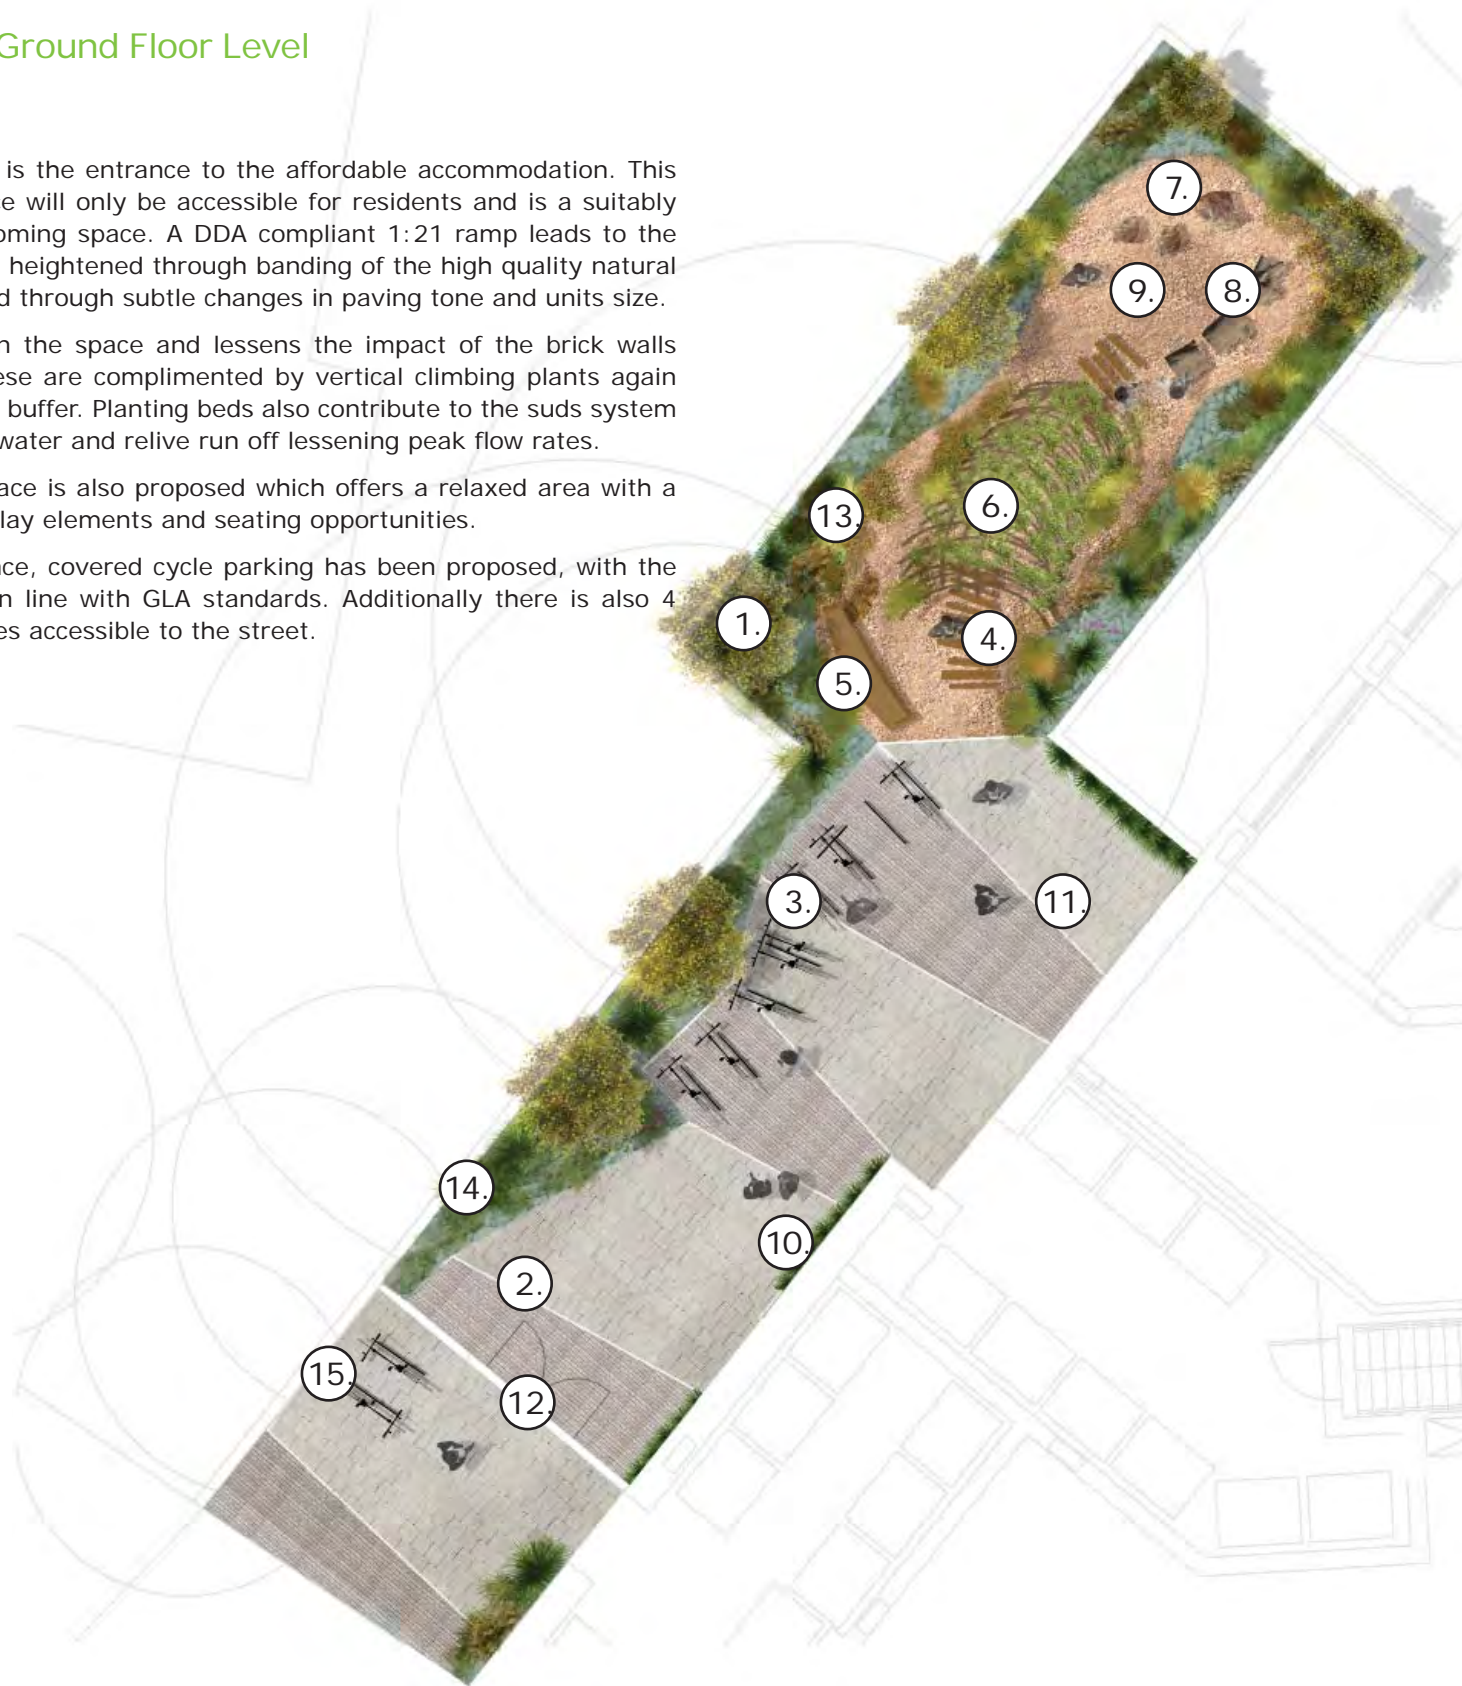 Ground Floor Level
is the entrance to the affordable accommodation. This
e will only be accessible for residents and is a suitably
oming space. A DDA compliant 1:21 ramp leads to the
heightened through banding of the high quality natural
d through subtle changes in paving tone and units size.
n the space and lessens the impact of the brick walls
ese are complimented by vertical climbing plants again
buffer. Planting beds also contribute to the suds system
water and relive run off lessening peak flow rates.
ace is also proposed which offers a relaxed area with a
lay elements and seating opportunities.
nce, covered cycle parking has been proposed, with the
n line with GLA standards. Additionally there is also 4
es accessible to the street.
7.
9.
8.
6.
13.
1.
4.
5.
3.
11.
14.
10.
2.
15.
12.